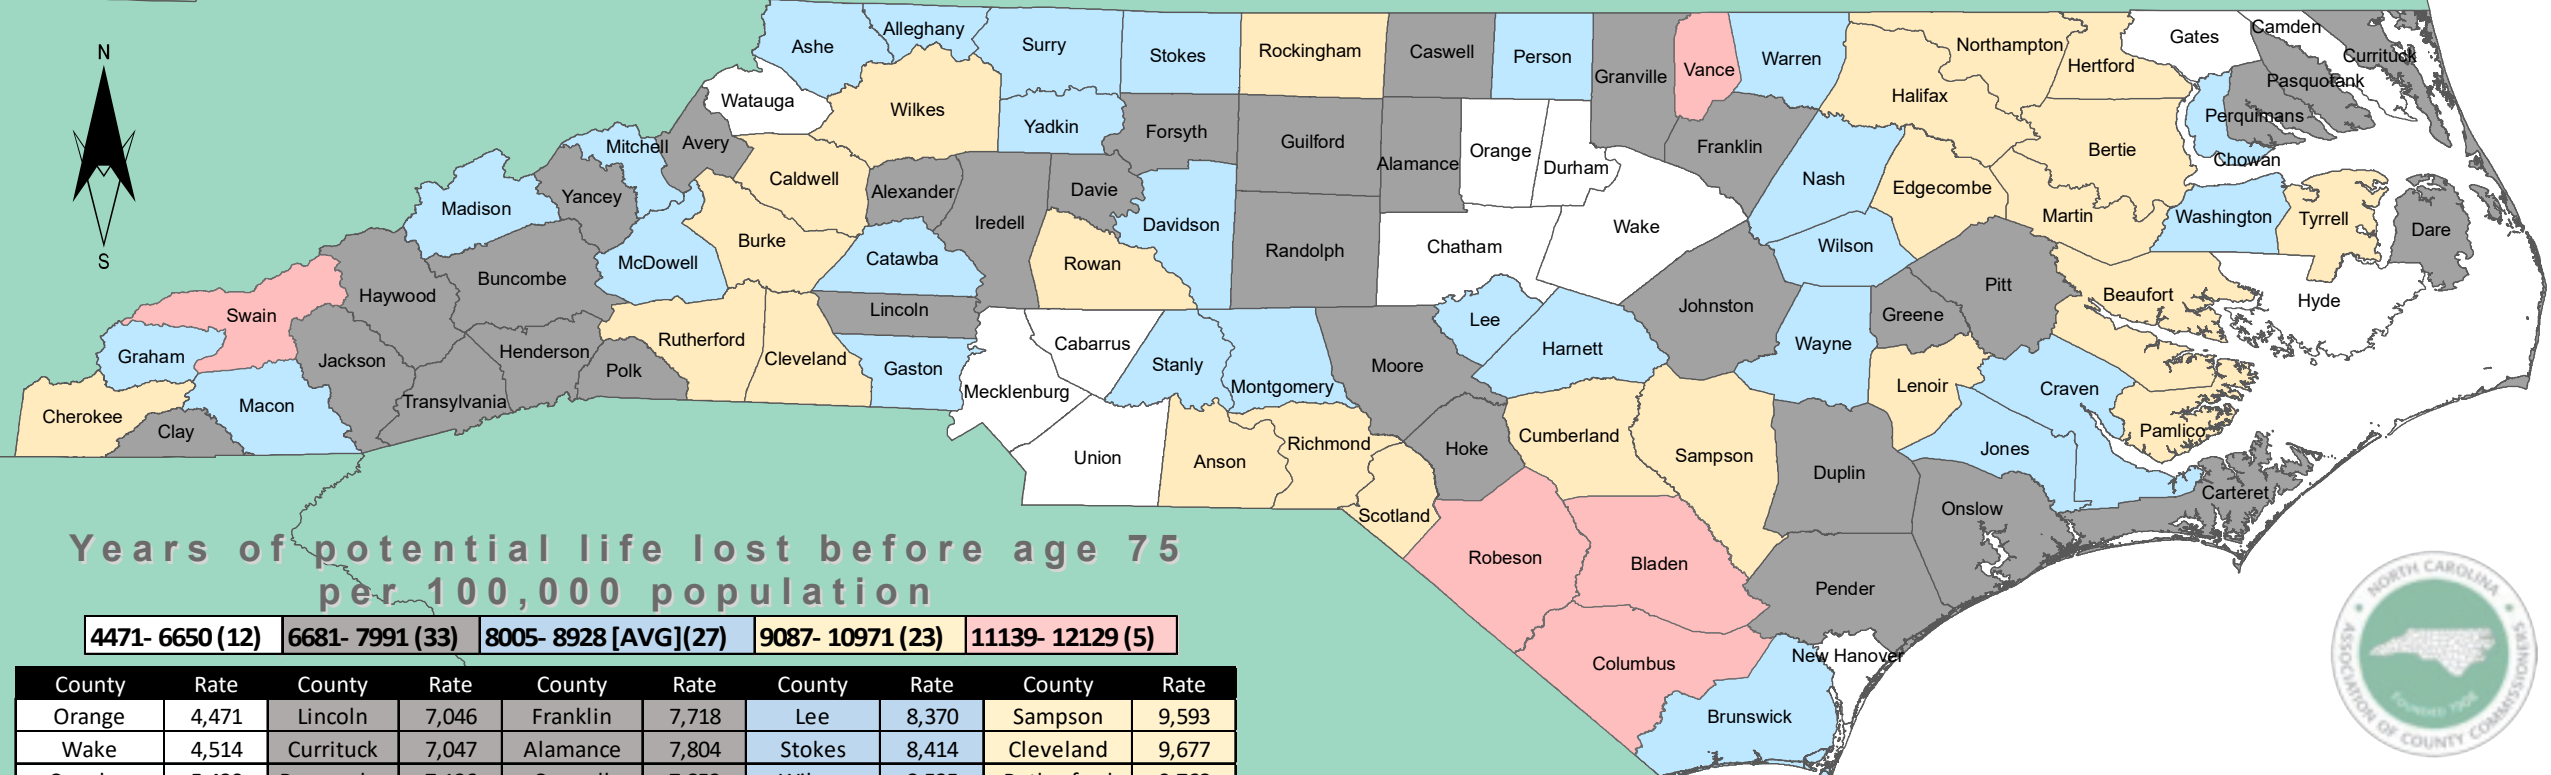 Alleghany
Camden
Ashe
Surry
Stokes
Rockingham
Caswell
Person
Granville
Vance
Warren
Northampton
Hertford
Gates
Currituck
Pasquotank
Watauga
Wilkes
Yadkin
Forsyth
Guilford
Alamance
Orange
Durham
Franklin
Halifax
Bertie
Perquimans
Chowan
N
Mitchell
Avery
Caldwell
Alexander
Davie
Iredell
Davidson
Randolph
Chatham
Wake
Nash
Edgecombe
Martin
Washington
Tyrrell
Dare
Madison
Yancey
Burke
McDowell
Catawba
Rowan
Wilson
S
Buncombe
Haywood
Swain
Lincoln
Johnston
Pitt
Beaufort
Hyde
Graham
Jackson
Henderson
Polk
Rutherford
Cleveland
Gaston
Cabarrus
Stanly
Montgomery
Moore
Lee
Harnett
Wayne
Greene
Lenoir
Craven
Cherokee
Clay
Macon
Transylvania
Mecklenburg
Union
Anson
Richmond
Hoke
Cumberland
Sampson
Duplin
Jones
Pamlico
Carteret
Scotland
Onslow
Robeson
Bladen
Pender
Columbus
New Hanover
Brunswick
Years of potential life lost before age 75
per 100,000 population
4471- 6650 (12) 6681- 7991 (33) 8005- 8928 [AVG](27) 9087- 10971 (23) 11139- 12129 (5)
County Rate County Rate County Rate County Rate County Rate
Orange 4,471 Lincoln 7,046 Franklin 7,718 Lee 8,370 Sampson 9,593
Wake 4,514 Currituck 7,047 Alamance 7,804 Stokes 8,414 Cleveland 9,677
NORTH CAROLINA
ASSOCIATION OF COUNTY COMMISSIONERS
FOUNDED 1908